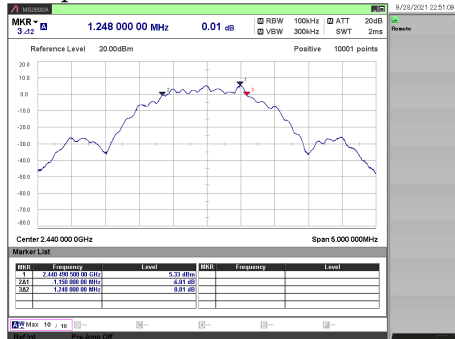 MS2692A
9/28/2021 22:51:09
MKR
3 Δ2
1.248 000 00 MHz
0.01 dB
RBW 100kHz
VBW 300kHz
ATT 20dB
SWT 2ms
Remote
Reference Level 20.00dBm
Positive 10001 points
20.0
10.0
0.0
-10.0
-20.0
-30.0
-40.0
-50.0
-60.0
-70.0
-80.0
1
2
3
Center 2.440 000 0GHz
Span 5.000 000MHz
Marker List
MKR Frequency Level MKR Frequency Level
1 2.440 490 500 00 GHz 5.33 dBm
2Δ1 -1.150 000 00 MHz -6.01 dB
3Δ2 1.248 000 00 MHz 0.01 dB
A Max 10 / 10
Ref.Int Pre-Amp Off